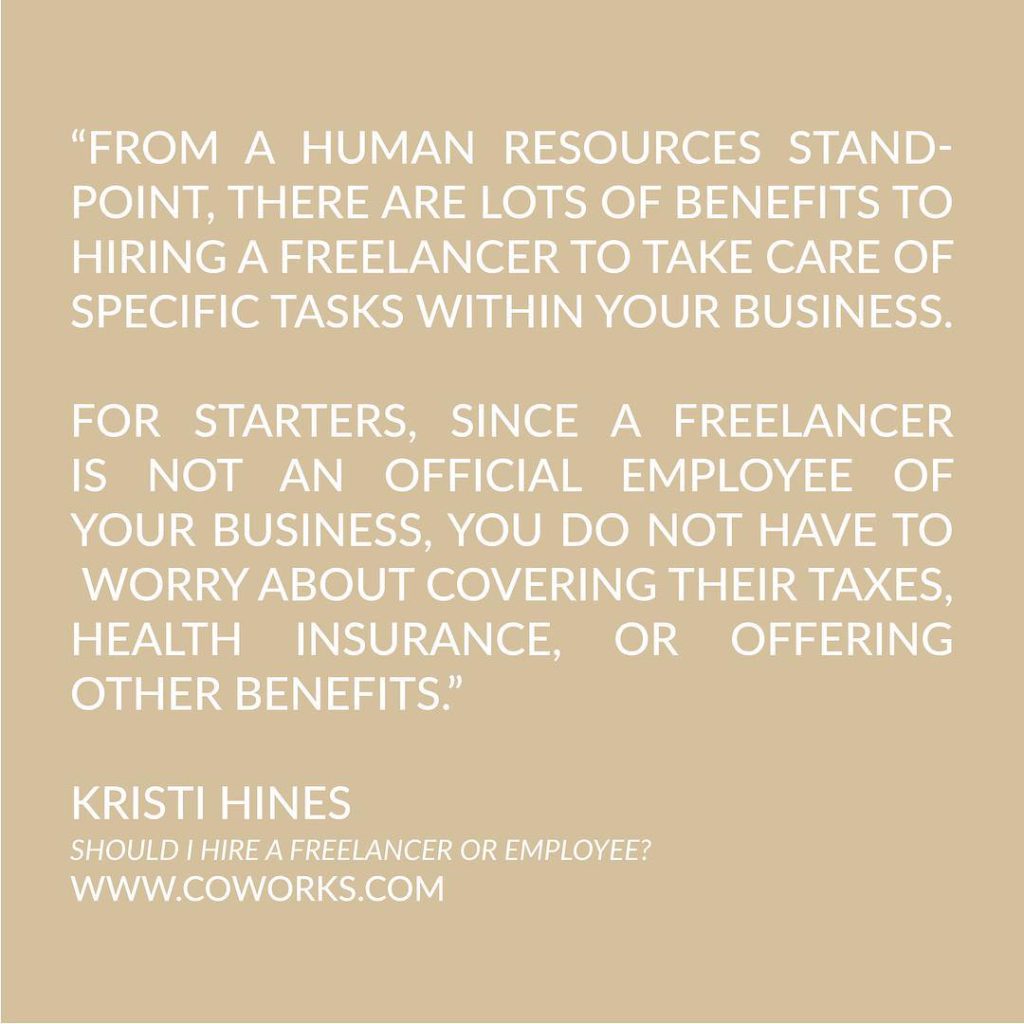 “FROM A HUMAN RESOURCES STAND-
POINT, THERE ARE LOTS OF BENEFITS TO
HIRING A FREELANCER TO TAKE CARE OF
SPECIFIC TASKS WITHIN YOUR BUSINESS.
FOR STARTERS, SINCE A FREELANCER
IS NOT AN OFFICIAL EMPLOYEE OF
YOUR BUSINESS, YOU DO NOT HAVE TO
WORRY ABOUT COVERING THEIR TAXES,
HEALTH INSURANCE, OR OFFERING
OTHER BENEFITS.”
KRISTI HINES
SHOULD I HIRE A FREELANCER OR EMPLOYEE?
WWW.COWORKS.COM